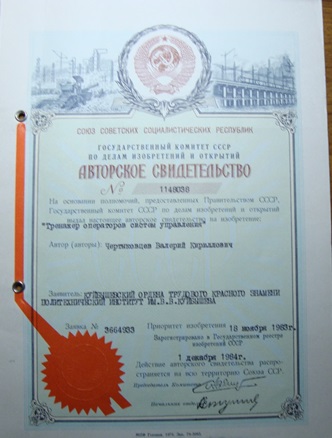 СОЮЗ СОВЕТСКИХ СОЦИАЛИСТИЧЕСКИХ РЕСПУБЛИК
ГОСУДАРСТВЕННЫЙ КОМИТЕТ СССР
ПО ДЕЛАМ ИЗОБРЕТЕНИЙ И ОТКРЫТИЙ
АВТОРСКОЕ СВИДЕТЕЛЬСТВО
№
На основании полномочий, предоставленных Правительством СССР,
Государственный комитет СССР по делам изобретений и открытий
выдал настоящее авторское свидетельство на изобретение:
"Тренажер операторов систем управления"
Автор (авторы): Валерий Кириллович
Заявитель: КУЙБЫШЕВСКИЙ ОРДЕНА ТРУДОВОГО КРАСНОГО ЗНАМЕНИ
ПОЛИТЕХНИЧЕСКИЙ ИНСТИТУТ ИМ.В.В.КУЙБЫШЕВА
Заявка № 3664933 Приоритет изобретения 18 ноября 1983г.
Зарегистрировано в Государственном реестре
изобретений СССР
1 декабря 1984г.
Действие авторского свидетельства распро-
страняется на всю территорию Союза ССР.
Председатель Комитета
Начальник отдела